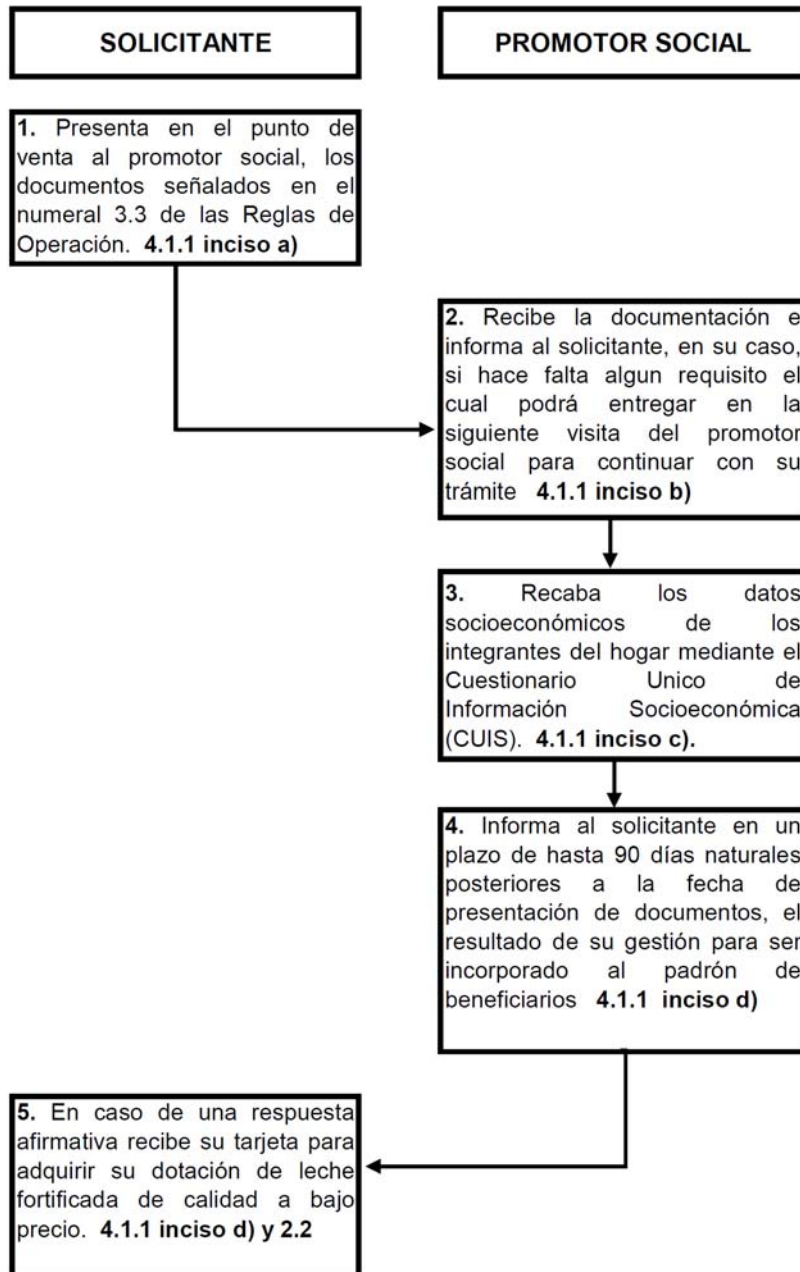 SOLICITANTE
PROMOTOR SOCIAL
1. Presenta en el punto de
venta al promotor social, los
documentos señalados en el
numeral 3.3 de las Reglas de
Operación. 4.1.1 inciso a)
2. Recibe la documentación e
informa al solicitante, en su caso,
si hace falta algun requisito el
cual podrá entregar en la
siguiente visita del promotor
social para continuar con su
trámite 4.1.1 inciso b)
3. Recaba los datos
socioeconómicos de los
integrantes del hogar mediante el
Cuestionario Unico de
Información Socioeconómica
(CUIS). 4.1.1 inciso c).
4. Informa al solicitante en un
plazo de hasta 90 días naturales
posteriores a la fecha de
presentación de documentos, el
resultado de su gestión para ser
incorporado al padrón de
beneficiarios 4.1.1 inciso d)
5. En caso de una respuesta
afirmativa recibe su tarjeta para
adquirir su dotación de leche
fortificada de calidad a bajo
precio. 4.1.1 inciso d) y 2.2